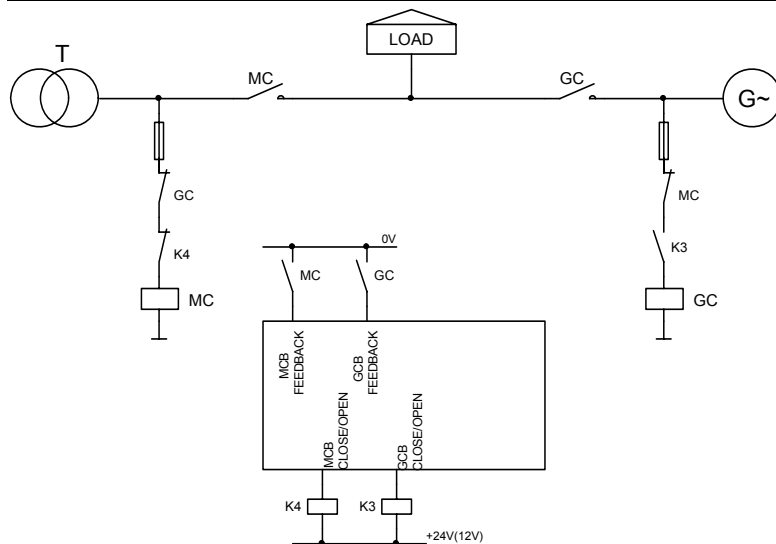 LOAD
T
MC
GC
G~
GC
MC
K4
K3
0V
MC
GC
MC
GC
MCB
FEEDBACK
GCB
FEEDBACK
MCB
CLOSE/OPEN
GCB
CLOSE/OPEN
K4
K3
+24V(12V)